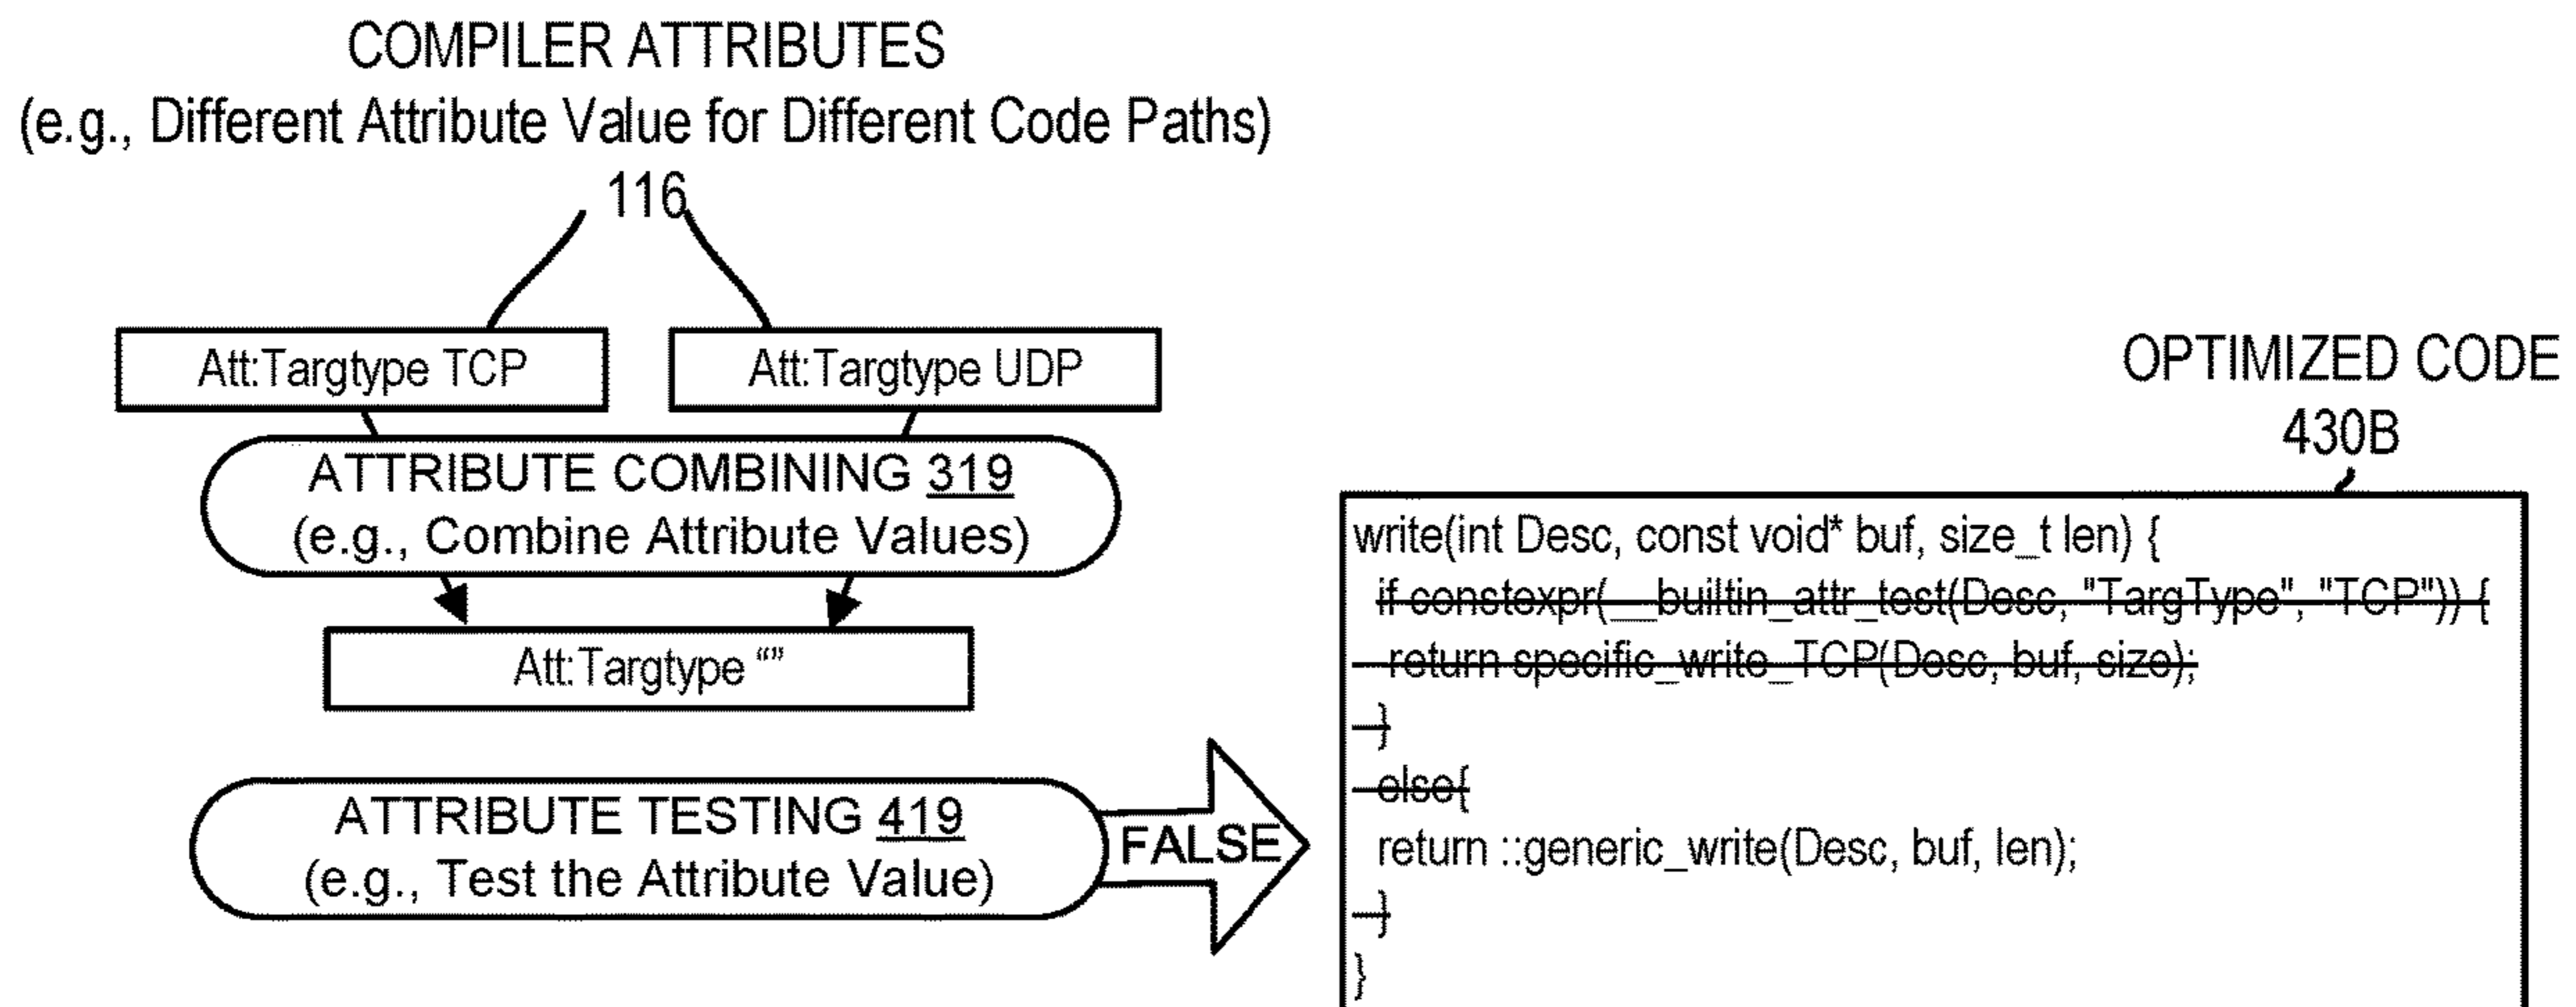 COMPILER ATTRIBUTES
(e.g., Different Attribute Value for Different Code Paths)
116
Att:Targtype TCP
Att:Targtype UDP
ATTRIBUTE COMBINING 319
(e.g., Combine Attribute Values)
Att:Targtype “”
ATTRIBUTE TESTING 419
(e.g., Test the Attribute Value)
FALSE
OPTIMIZED CODE
430B
write(int Desc, const void* buf, size_t len) {
if constexpr(__builtin_attr_test(Desc, "TargType", "TCP")) {
return specific_write_TCP(Desc, buf, size);
}
else{
return ::generic_write(Desc, buf, len);
}
}